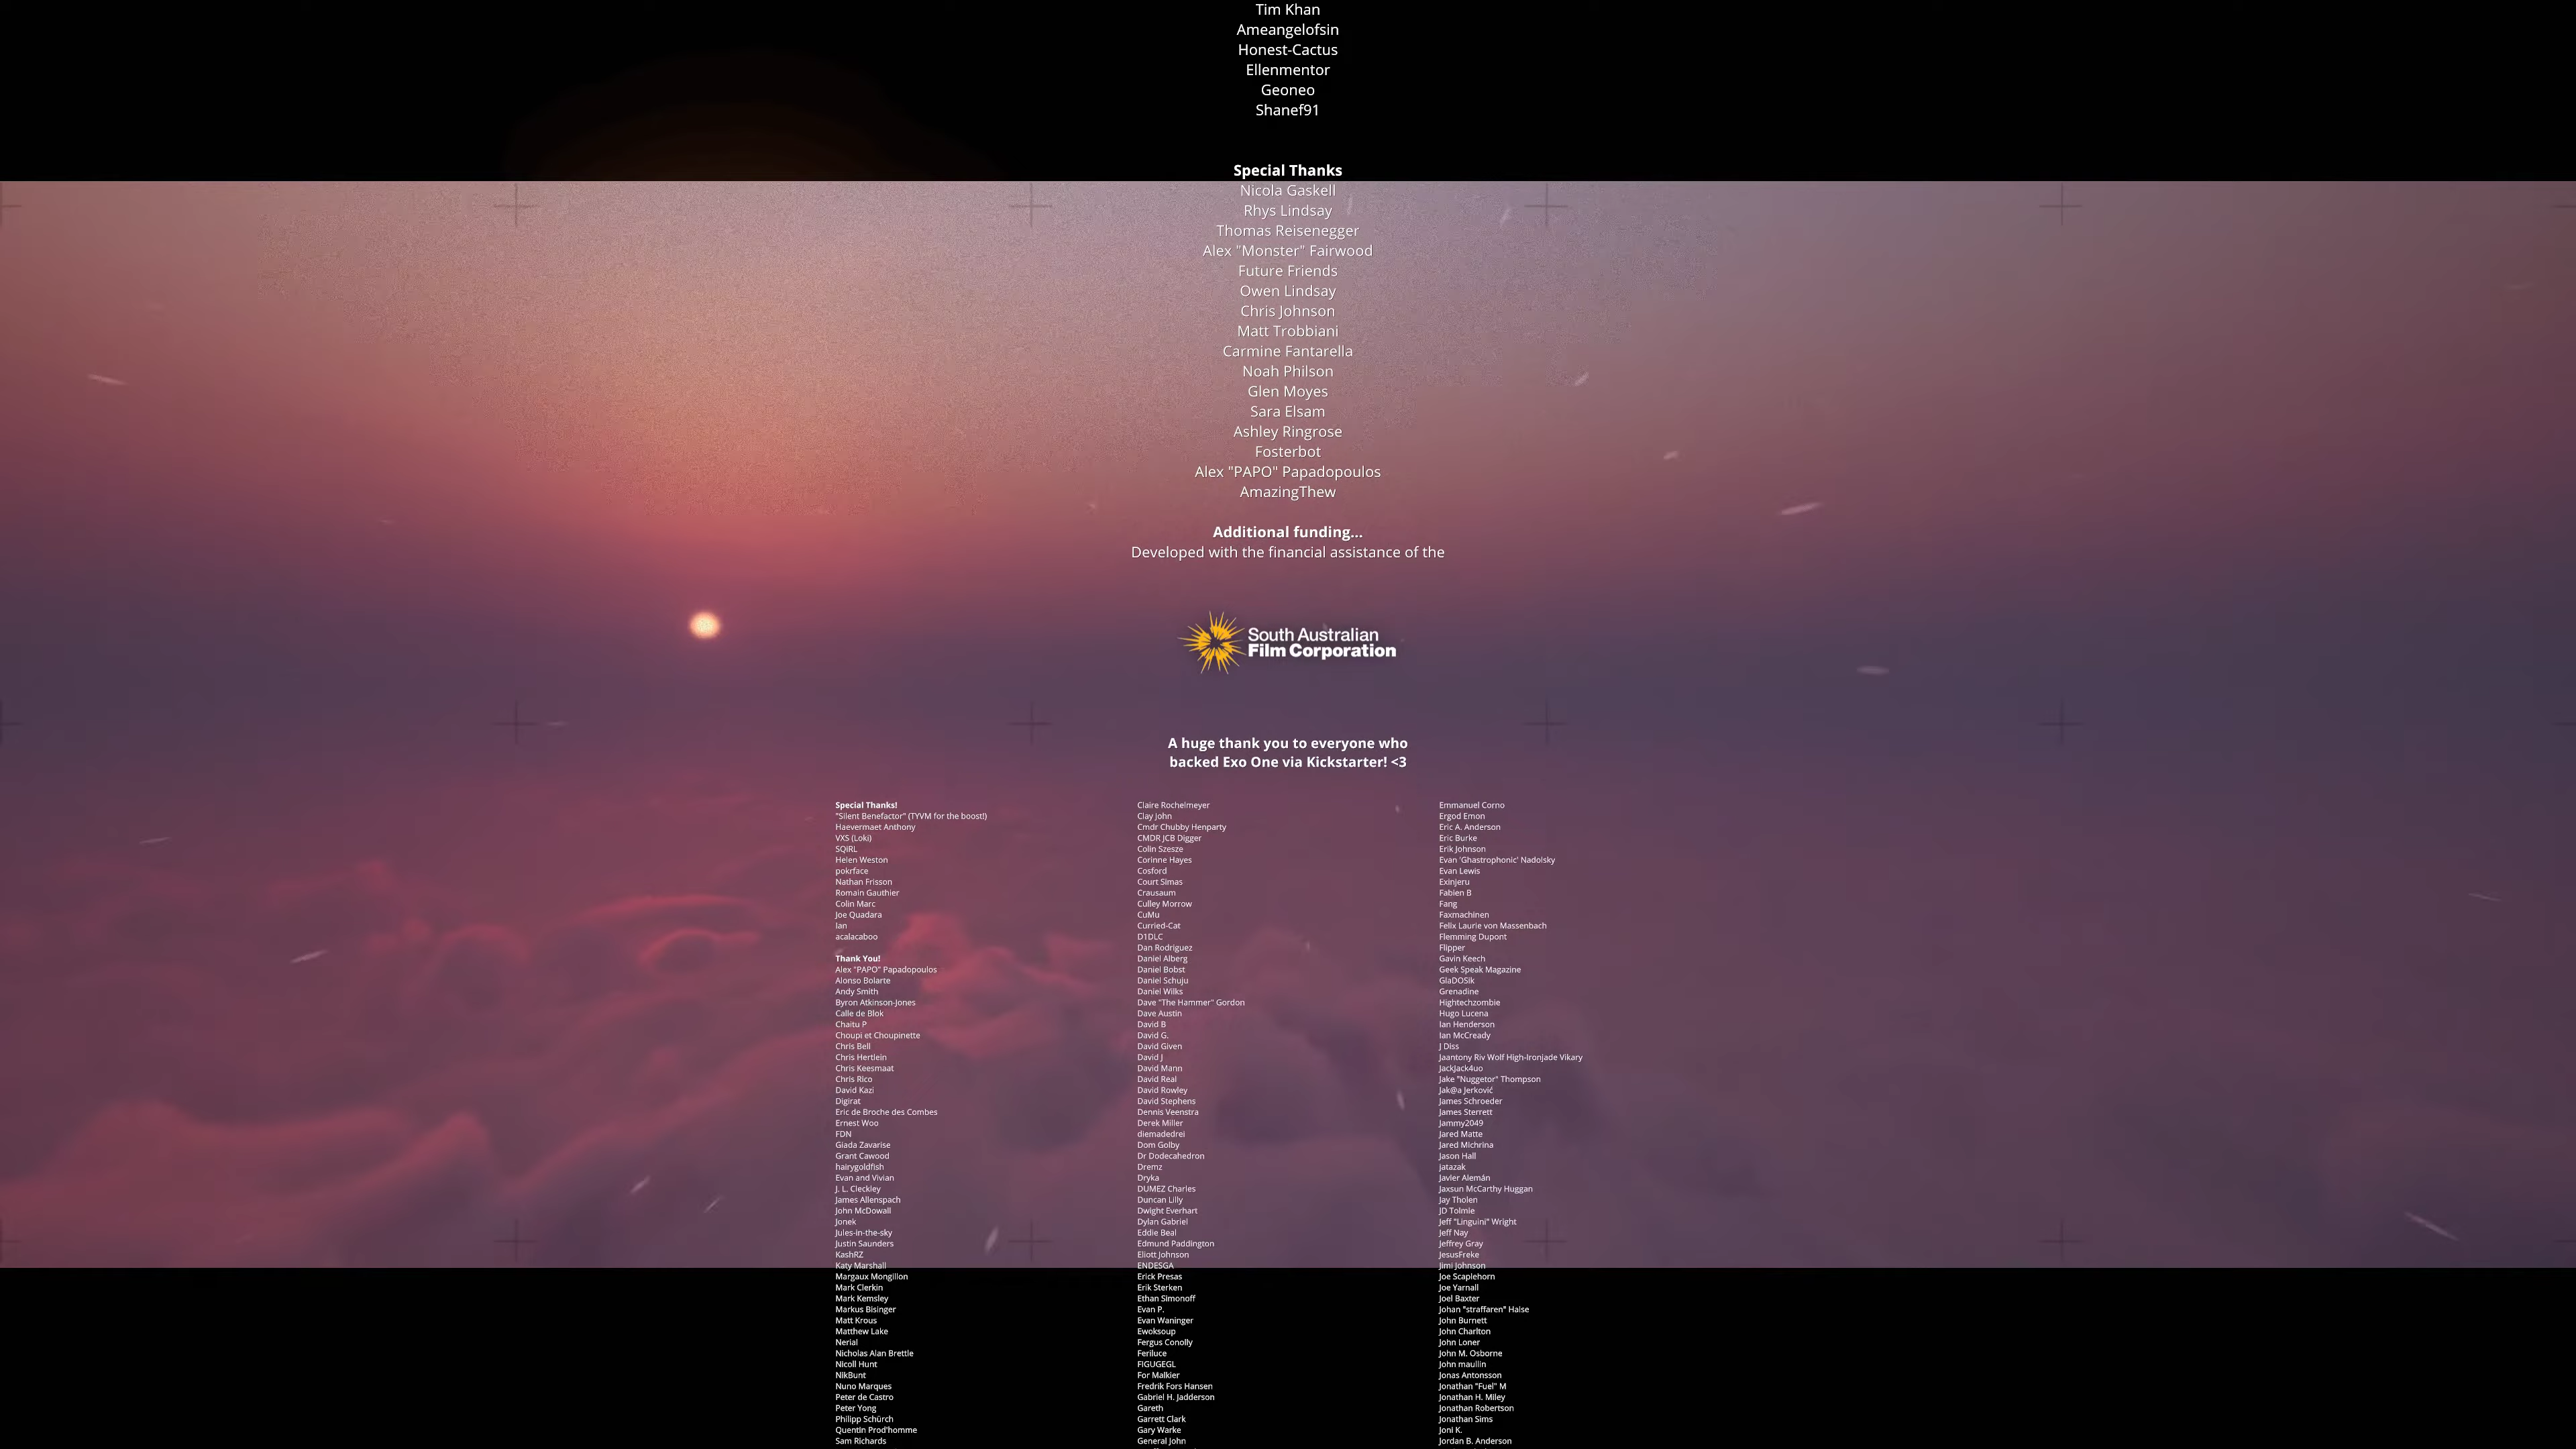 Tim Khan
Ameangelofsin
Honest-Cactus
Ellenmentor
Geoneo
Shanef91
Special Thanks
Nicola Gaskell
Rhys Lindsay
Thomas Reisenegger
Alex "Monster" Fairwood
Future Friends
Owen Lindsay
Chris Johnson
Matt Trobbiani
Carmine Fantarella
Noah Philson
Glen Moyes
Sara Elsam
Ashley Ringrose
Fosterbot
Alex "PAPO" Papadopoulos
AmazingThew
Additional funding...
Developed with the financial assistance of the
South Australian
Film Corporation
A huge thank you to everyone who
backed Exo One via Kickstarter! <3
Special Thanks!
"Silent Benefactor" (TYVM for the boost!)
Haevermaet Anthony
VXS (Loki)
SQIRL
Helen Weston
pokrface
Nathan Frisson
Romain Gauthier
Colin Marc
Joe Quadara
Ian
acalacaboo
Thank You!
Alex "PAPO" Papadopoulos
Alonso Bolarte
Andy Smith
Byron Atkinson-Jones
Calle de Blok
Chaitu P
Choupi et Choupinette
Chris Bell
Chris Hertlein
Chris Keesmaat
Chris Rico
David Kazi
Digirat
Eric de Broche des Combes
Ernest Woo
FDN
Giada Zavarise
Grant Cawood
hairygoldfish
Evan and Vivian
J. L. Cleckley
James Allenspach
John McDowall
Jonek
Jules-in-the-sky
Justin Saunders
KashRZ
Katy Marshall
Margaux Mongillon
Mark Clerkin
Mark Kemsley
Markus Bisinger
Matt Krous
Matthew Lake
Nerial
Nicholas Alan Brettle
Nicoll Hunt
NikBunt
Nuno Marques
Peter de Castro
Peter Yong
Philipp Schürch
Quentin Prod'homme
Sam Richards
Claire Rochelmeyer
Clay John
Cmdr Chubby Henparty
CMDR JCB Digger
Colin Szesze
Corinne Hayes
Cosford
Court Simas
Crausaum
Culley Morrow
CuMu
Curried-Cat
D1DLC
Dan Rodriguez
Daniel Alberg
Daniel Bobst
Daniel Schuju
Daniel Wilks
Dave "The Hammer" Gordon
Dave Austin
David B
David G.
David Given
David J
David Mann
David Real
David Rowley
David Stephens
Dennis Veenstra
Derek Miller
diemadedrei
Dom Golby
Dr Dodecahedron
Dremz
Dryka
DUMEZ Charles
Duncan Lilly
Dwight Everhart
Dylan Gabriel
Eddie Beal
Edmund Paddington
Eliott Johnson
ENDESGA
Erick Presas
Erik Sterken
Ethan Simonoff
Evan P.
Evan Waninger
Ewoksoup
Fergus Conolly
Feriluce
FIGUGEGL
For Malkier
Fredrik Fors Hansen
Gabriel H. Jadderson
Gareth
Garrett Clark
Gary Warke
General John
Emmanuel Corno
Ergod Emon
Eric A. Anderson
Eric Burke
Erik Johnson
Evan 'Ghastrophonic' Nadolsky
Evan Lewis
Exinjeru
Fabien B
Fang
Faxmachinen
Felix Laurie von Massenbach
Flemming Dupont
Flipper
Gavin Keech
Geek Speak Magazine
GlaDOSik
Grenadine
Hightechzombie
Hugo Lucena
Ian Henderson
Ian McCready
J Diss
Jaantony Riv Wolf High-Ironjade Vikary
JackJack4uo
Jake "Nuggetor" Thompson
Jak@a Jerković
James Schroeder
James Sterrett
Jammy2049
Jared Matte
Jared Michrina
Jason Hall
jatazak
Javier Alemán
Jaxsun McCarthy Huggan
Jay Tholen
JD Tolmie
Jeff "Linguini" Wright
Jeff Nay
Jeffrey Gray
JesusFreke
Jimi Johnson
Joe Scaplehorn
Joe Yarnall
Joel Baxter
Johan "straffaren" Halse
John Burnett
John Charlton
John Loner
John M. Osborne
John maullin
Jonas Antonsson
Jonathan "Fuel" M
Jonathan H. Miley
Jonathan Robertson
Jonathan Sims
Joni K.
Jordan B. Anderson